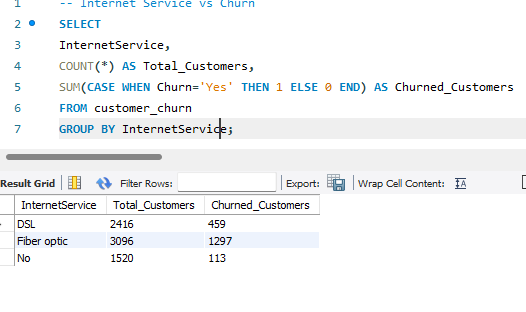 1 -- Internet Service vs Churn
2 SELECT
3 InternetService,
4 COUNT(*) AS Total_Customers,
5 SUM(CASE WHEN Churn='Yes' THEN 1 ELSE 0 END) AS Churned_Customers
6 FROM customer_churn
7 GROUP BY InternetService;
Result Grid Filter Rows: Export: Wrap Cell Content: IA
InternetService Total_Customers Churned_Customers
DSL 2416 459
Fiber optic 3096 1297
No 1520 113